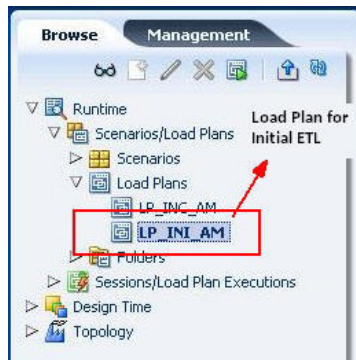 Browse Management
Runtime
Scenarios/Load Plans
Scenarios
Load Plans
LP_INC_AM
LP_INI_AM
Folders
Sessions/Load Plan Executions
Design Time
Topology
Load Plan for
Initial ETL